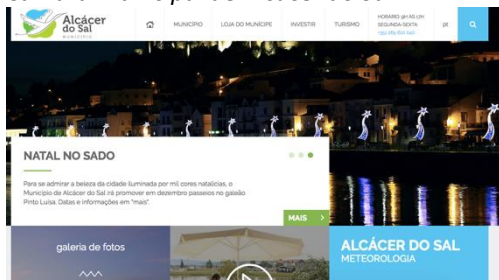 Alcácer
do Sal
município
MUNICÍPIO
LOJA DO MUNÍCIPE
INVESTIR
TURISMO
HORÁRIO: 9H ÀS 17H
SEGUNDA-SEXTA
pt
NATAL NO SADO
Para se admirar a beleza da cidade iluminada por mil cores natalícias, o
Município de Alcácer do Sal irá promover em dezembro passeios no galeão
Pinto Luísa. Datas e informações em "mais".
MAIS
galeria de fotos
ALCÁCER DO SAL
METEOROLOGIA